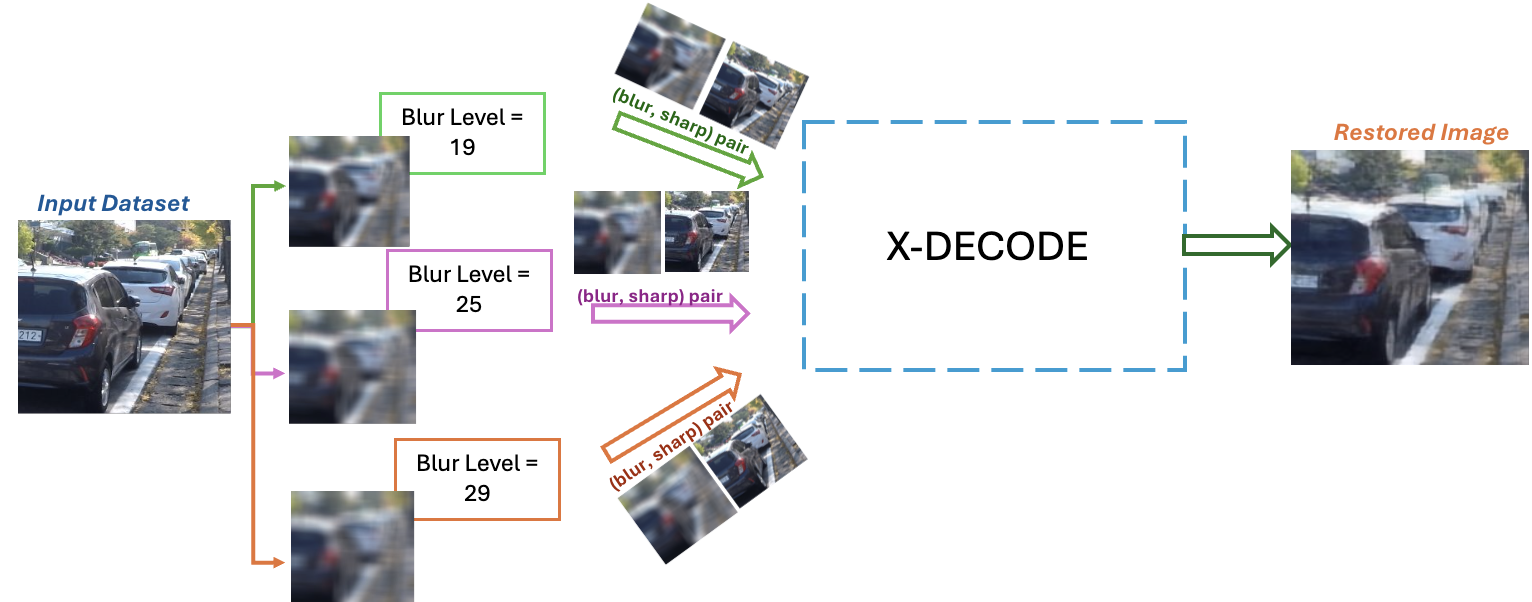 Input Dataset
Blur Level =
19
Blur Level =
25
Blur Level =
29
(blur, sharp) pair
(blur, sharp) pair
(blur, sharp) pair
X-DECODE
Restored Image
212